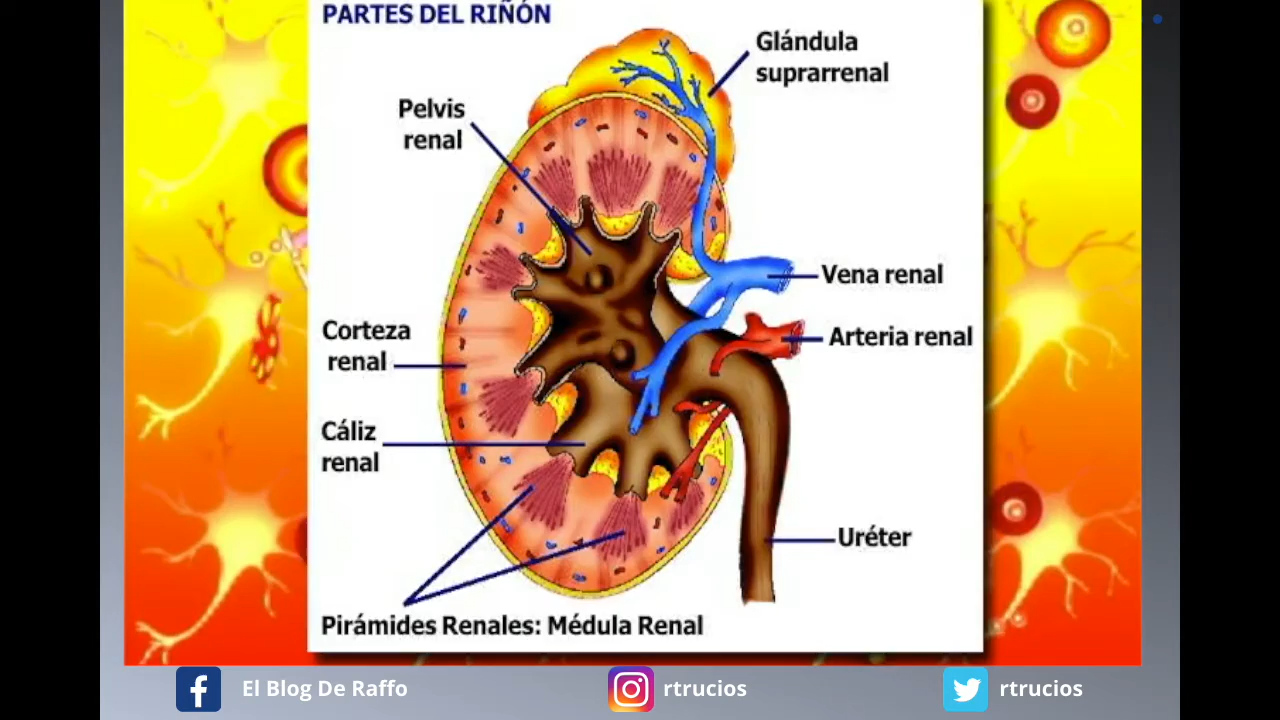 PARTES DEL RIÑÓN
Glándula
suprarrenal
Pelvis
renal
Vena renal
Arteria renal
Corteza
renal
Cáliz
renal
Uréter
Pirámides Renales: Médula Renal
El Blog De Raffo
rtrucios
rtrucios